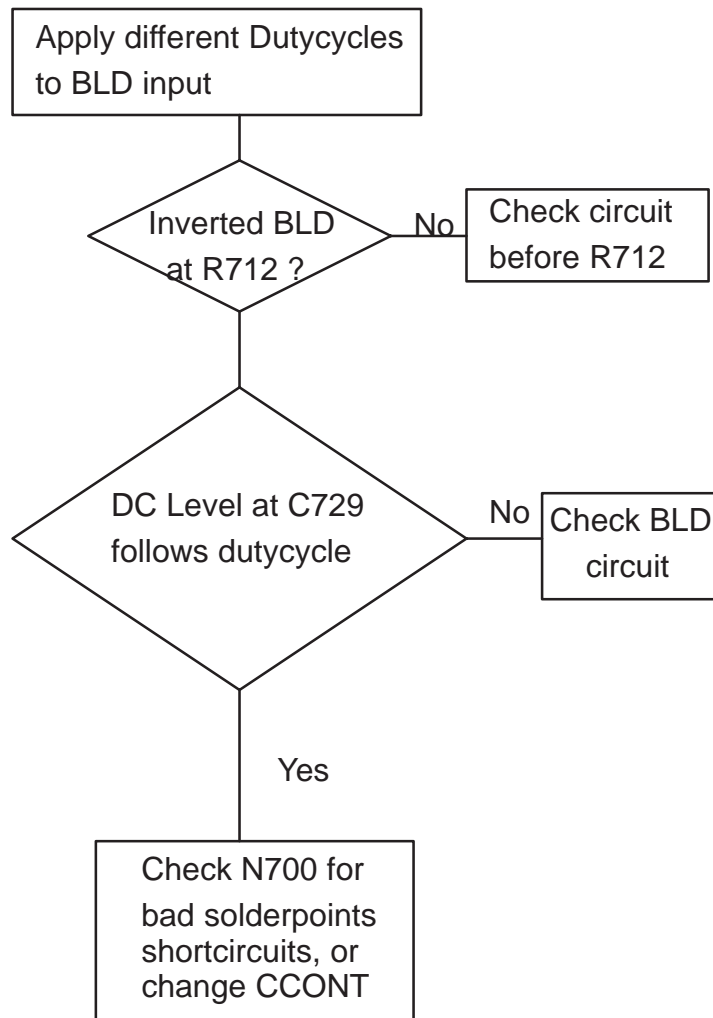 Apply different Dutycycles
to BLD input
Inverted BLD
at R712 ?
No
Check circuit
before R712
DC Level at C729
follows dutycycle
No
Check BLD
circuit
Yes
Check N700 for
bad solderpoints
shortcircuits, or
change CCONT